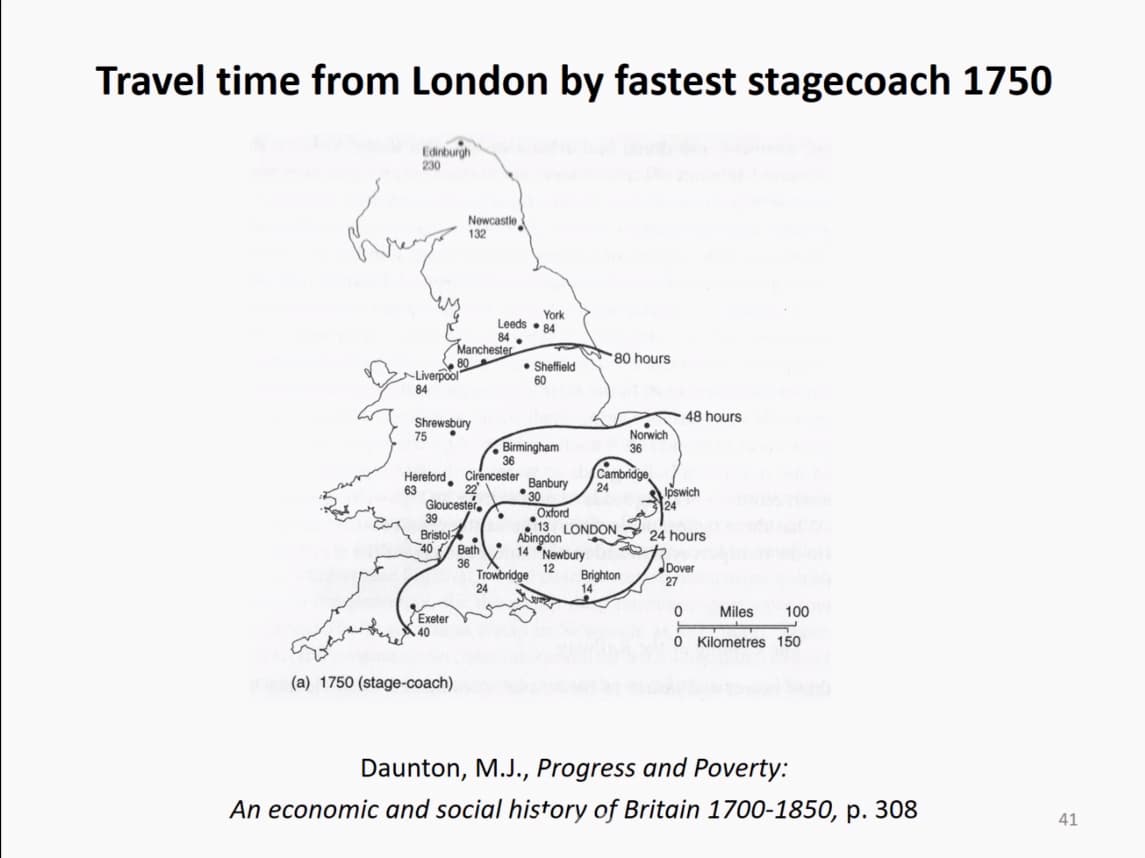 Travel time from London by fastest stagecoach 1750
Edinburgh
230
Newcastle
132
York
84
Leeds
84
Manchester
80
80 hours
Sheffield
60
Liverpool
84
48 hours
Shrewsbury
75
Norwich
36
Birmingham
36
Hereford
63
Cirencester
22
Banbury
30
Cambridge
24
Ipswich
24
Gloucester
39
Oxford
13
LONDON
24 hours
Bristol
40
Bath
36
Abingdon
14
Newbury
12
Trowbridge
24
Brighton
14
Dover
27
Exeter
40
0 Miles 100
0 Kilometres 150
(a) 1750 (stage-coach)
Daunton, M.J., Progress and Poverty:
An economic and social history of Britain 1700-1850, p. 308
41